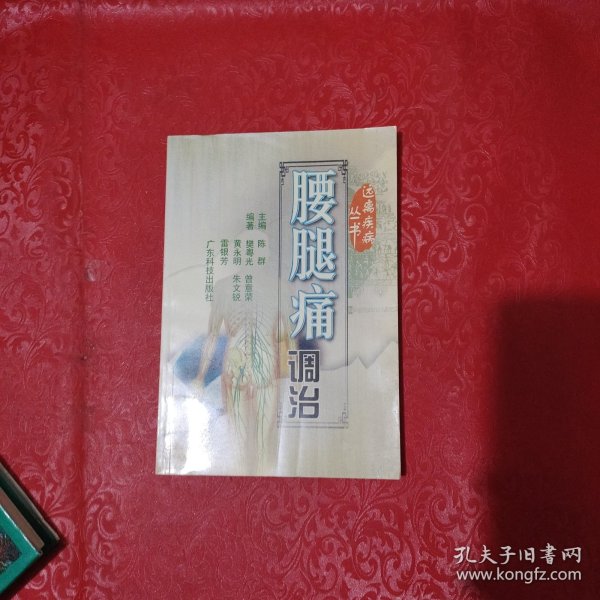 远离疾病
丛书
腰腿痛
调治
主编 陈群
编著 樊粤光 曾意荣
黄永明 朱文锐
雷银芳
广东科技出版社
孔夫子旧书网
www.kongfz.com